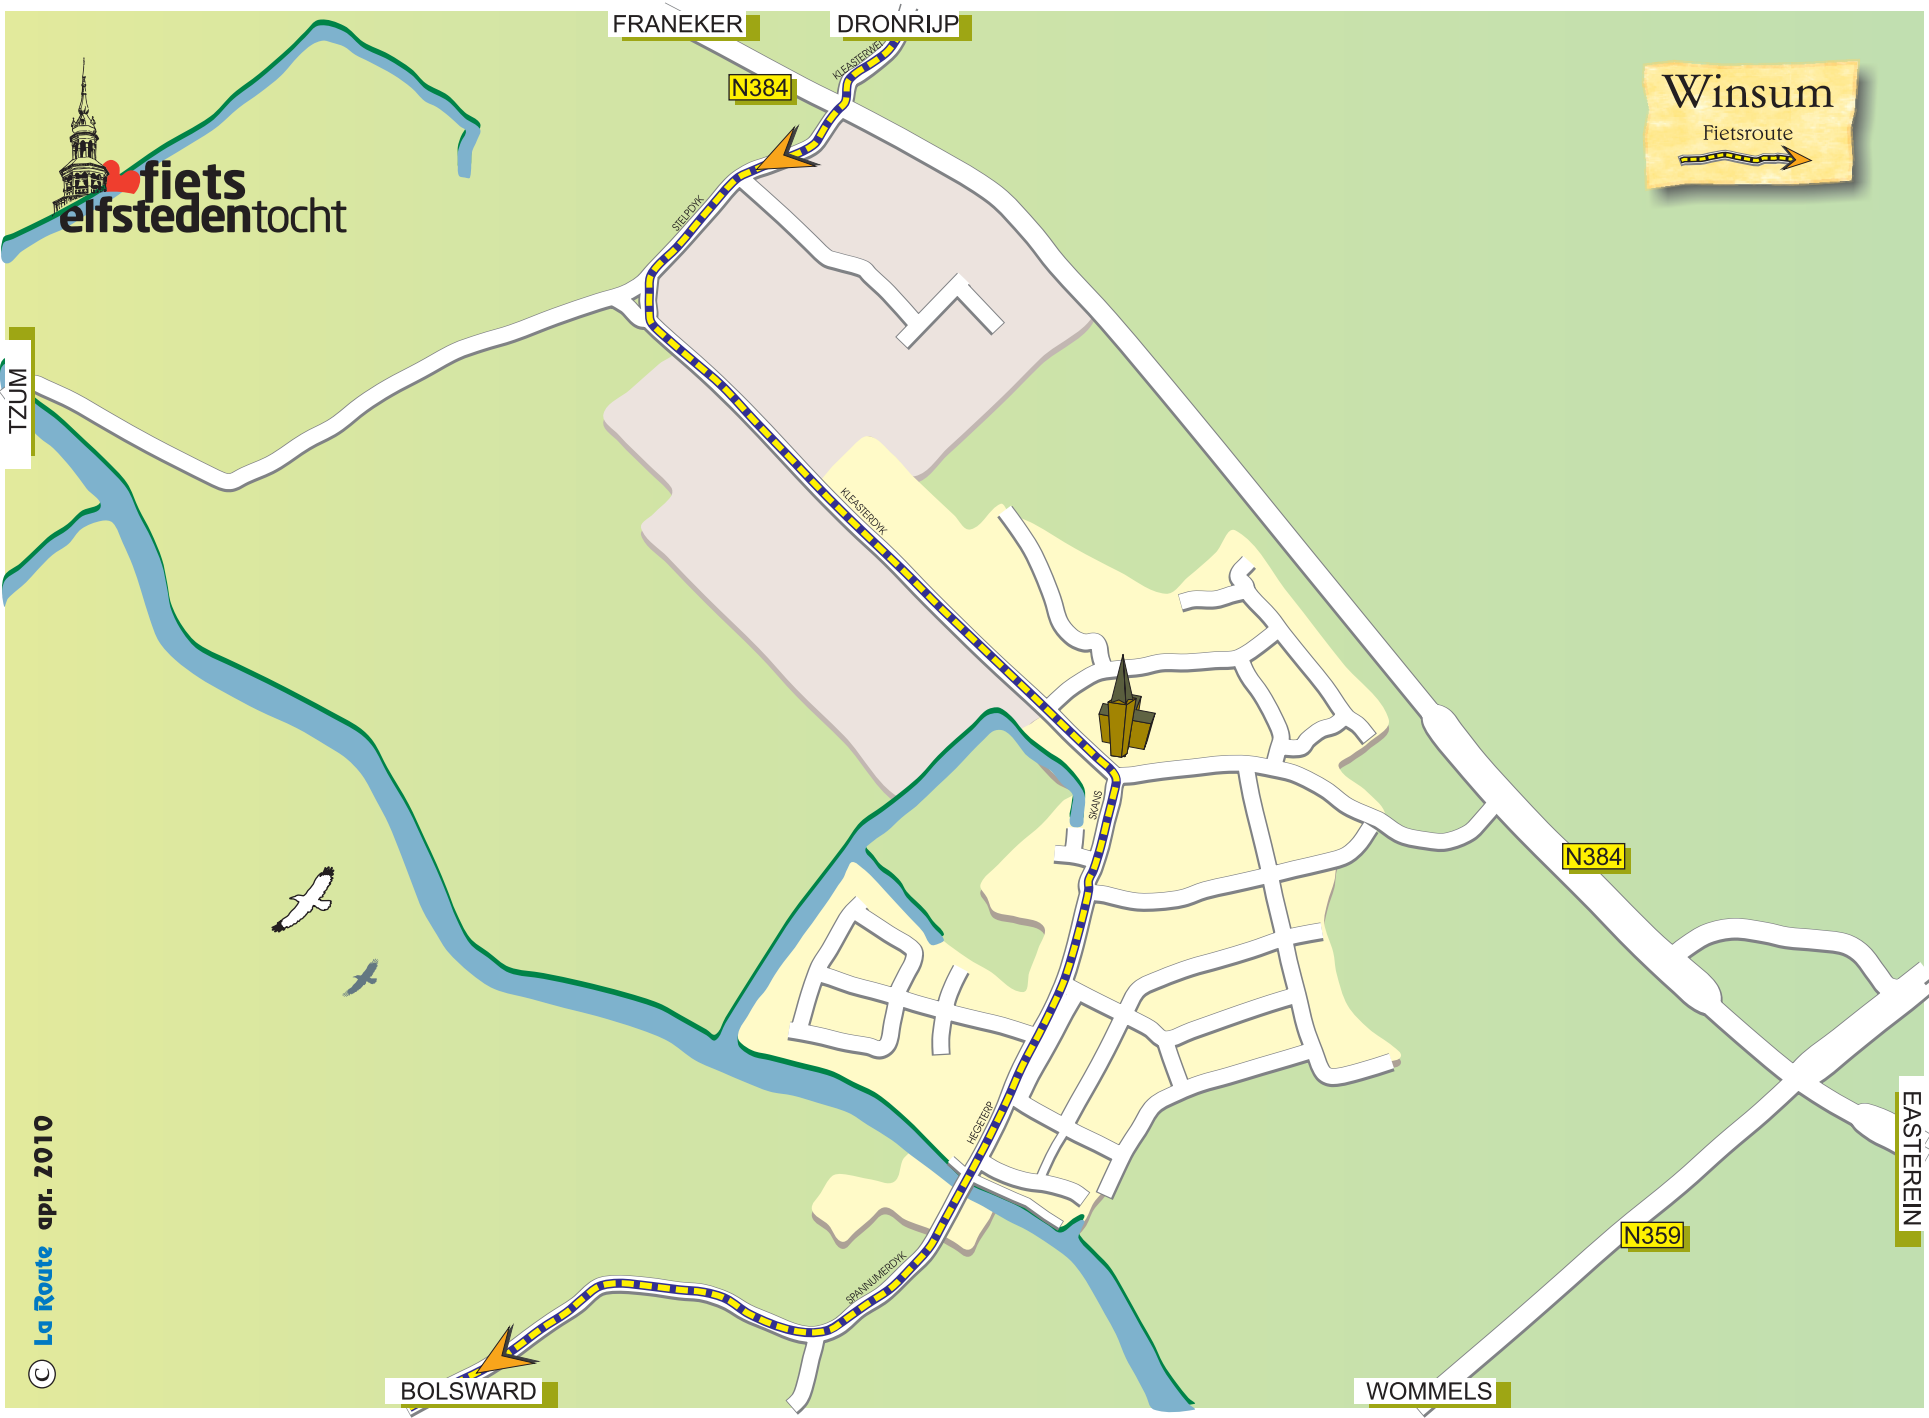 FRANEKER
DRONRIJP
KLEASTERWEI
N384
Winsum
Fietsroute
fiets
elfstedentocht
STELPDYK
TZUM
KLEASTERDYK
SKANS
N384
HEGETERP
EASTEREIN
N359
SPANNUMERDYK
© La Route apr. 2010
BOLSWARD
WOMMELS